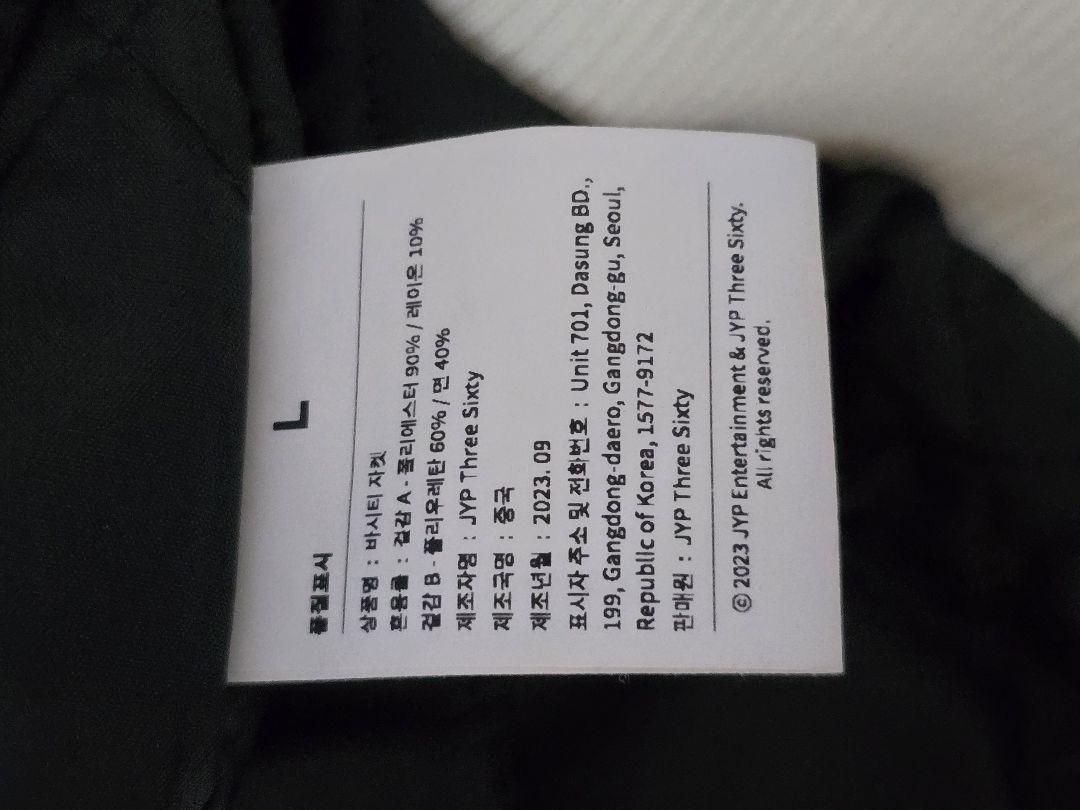 L
품질표시
상품명 : 바시티 자켓
혼용율 : 겉감 A - 폴리에스터 90% / 레이온 10%
겉감 B - 폴리우레탄 60% / 면 40%
제조자명 : JYP Three Sixty
제조국명 : 중국
제조년월 : 2023. 09
표시자 주소 및 전화번호 : Unit 701, Dasung BD.,
199, Gangdong-daero, Gangdong-gu, Seoul,
Republic of Korea, 1577-9172
판매원 : JYP Three Sixty
© 2023 JYP Entertainment & JYP Three Sixty.
All rights reserved.